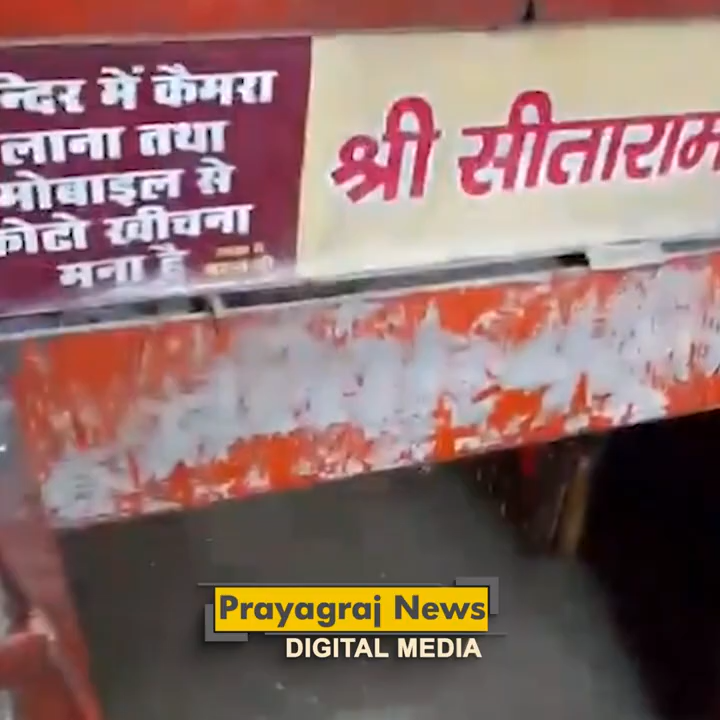 न्दिर में कैमरा
लाना तथा
मोबाइल से
फोटो खीचना
मना है
श्री सीताराम
Prayagraj News
DIGITAL MEDIA